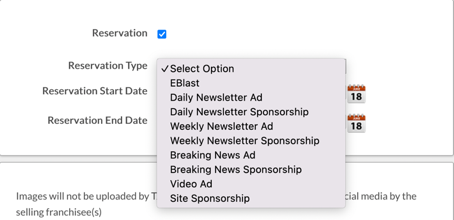 Reservation
Reservation Type
✓ Select Option
EBlast
Daily Newsletter Ad
Daily Newsletter Sponsorship
Weekly Newsletter Ad
Weekly Newsletter Sponsorship
Breaking News Ad
Breaking News Sponsorship
Video Ad
Site Sponsorship
Reservation Start Date
18
Reservation End Date
18
Images will not be uploaded by T
cial media by the
selling franchisee(s)